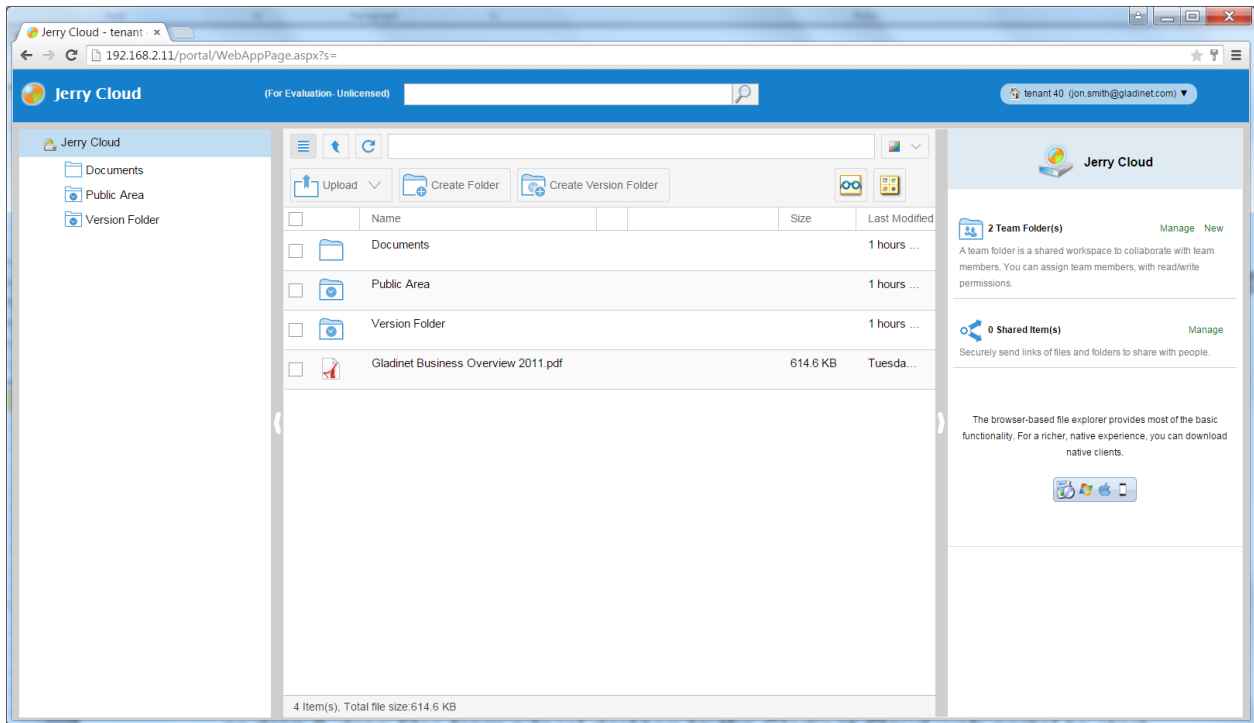 Jerry Cloud - tenant -
192.168.2.11/portal/WebAppPage.aspx?s=
Jerry Cloud
(For Evaluation- Unlicensed)
tenant 40 (jon.smith@gladinet.com) ▼
Jerry Cloud
Documents
Public Area
Version Folder
Upload
Create Folder
Create Version Folder
Name
Size
Last Modified
Documents
1 hours ...
Public Area
1 hours ...
Version Folder
1 hours ...
Gladinet Business Overview 2011.pdf
614.6 KB
Tuesda...
4 Item(s), Total file size:614.6 KB
Jerry Cloud
2 Team Folder(s)
Manage New
A team folder is a shared workspace to collaborate with team
members. You can assign team members, with read/write
permissions.
0 Shared Item(s)
Manage
Securely send links of files and folders to share with people.
The browser-based file explorer provides most of the basic
functionality. For a richer, native experience, you can download
native clients.